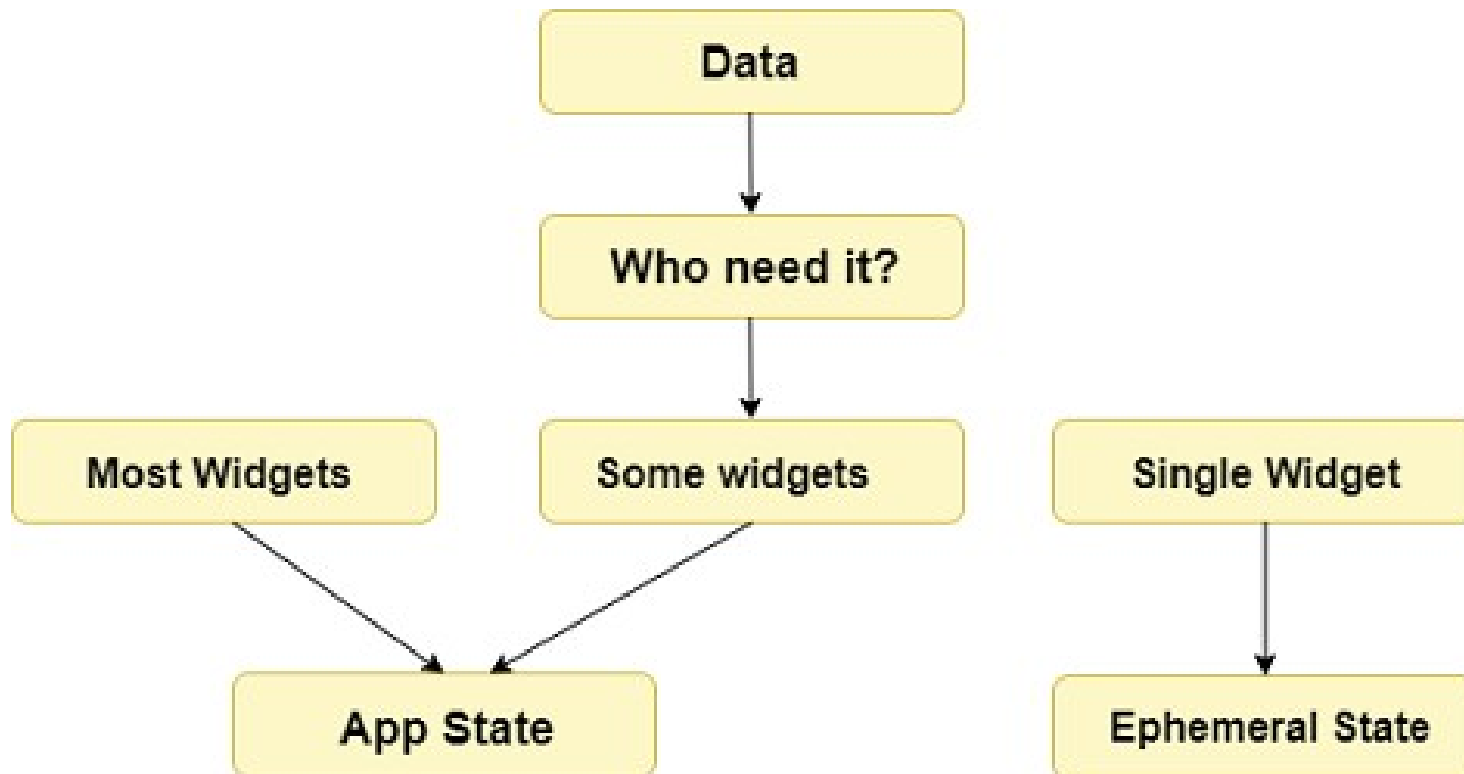 Data
Who need it?
Most Widgets
Some widgets
Single Widget
App State
Ephemeral State